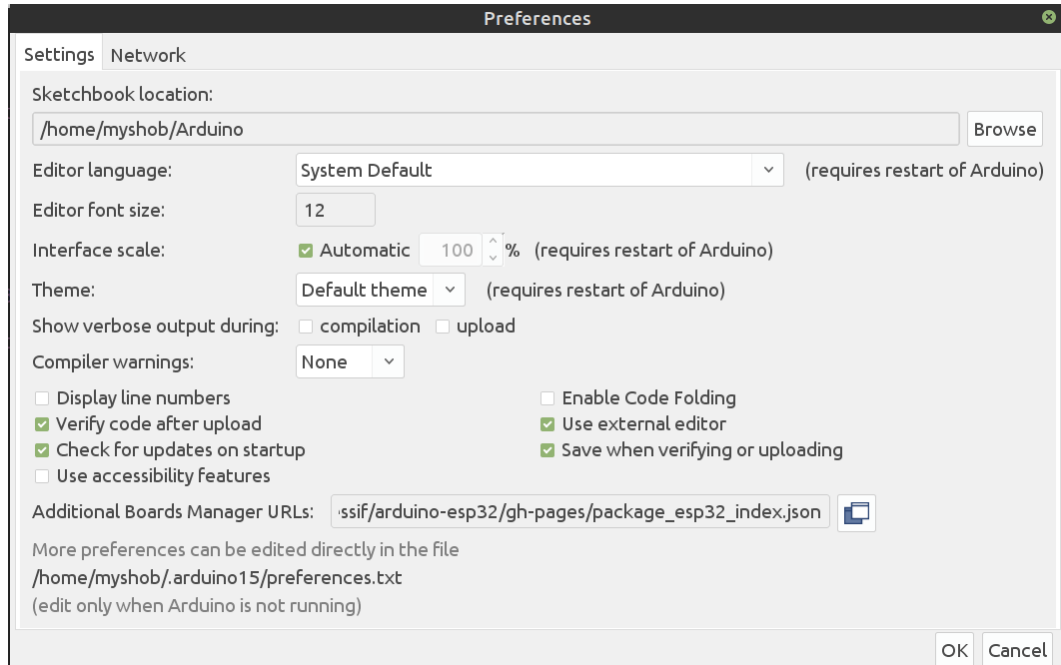 Preferences
Settings Network
Sketchbook location:
/home/myshob/Arduino Browse
Editor language: System Default (requires restart of Arduino)
Editor font size: 12
Interface scale: Automatic 100 % (requires restart of Arduino)
Theme: Default theme (requires restart of Arduino)
Show verbose output during: compilation upload
Compiler warnings: None
Display line numbers Enable Code Folding
Verify code after upload Use external editor
Check for updates on startup Save when verifying or uploading
Use accessibility features
Additional Boards Manager URLs: ssif/arduino-esp32/gh-pages/package_esp32_index.json
More preferences can be edited directly in the file
/home/myshob/.arduino15/preferences.txt
(edit only when Arduino is not running)
OK Cancel